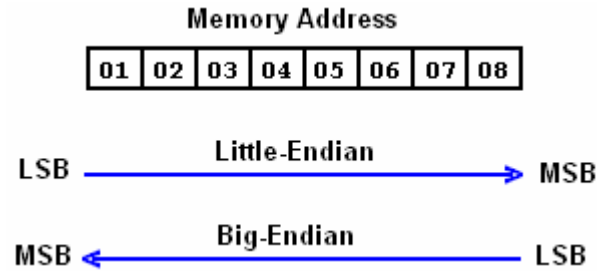 Memory Address
01 02 03 04 05 06 07 08
Little-Endian
LSB MSB
Big-Endian
MSB LSB